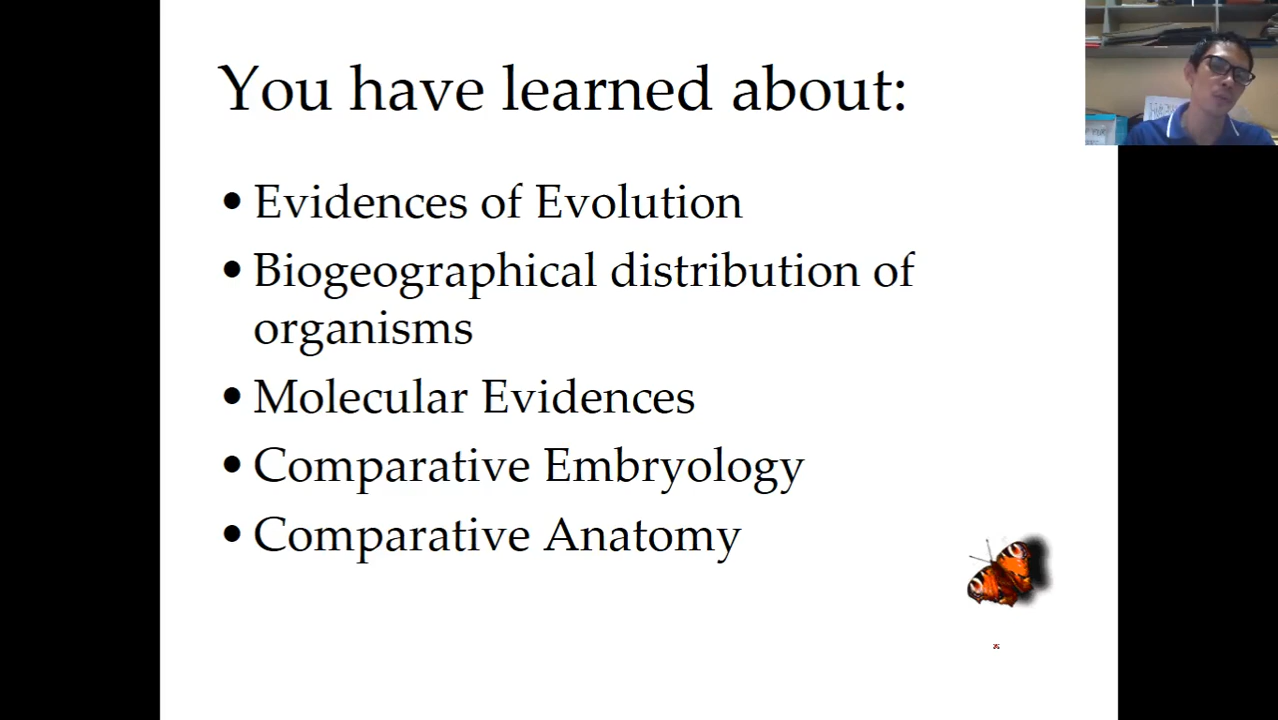 You have learned about:
• Evidences of Evolution
• Biogeographical distribution of
organisms
• Molecular Evidences
• Comparative Embryology
• Comparative Anatomy